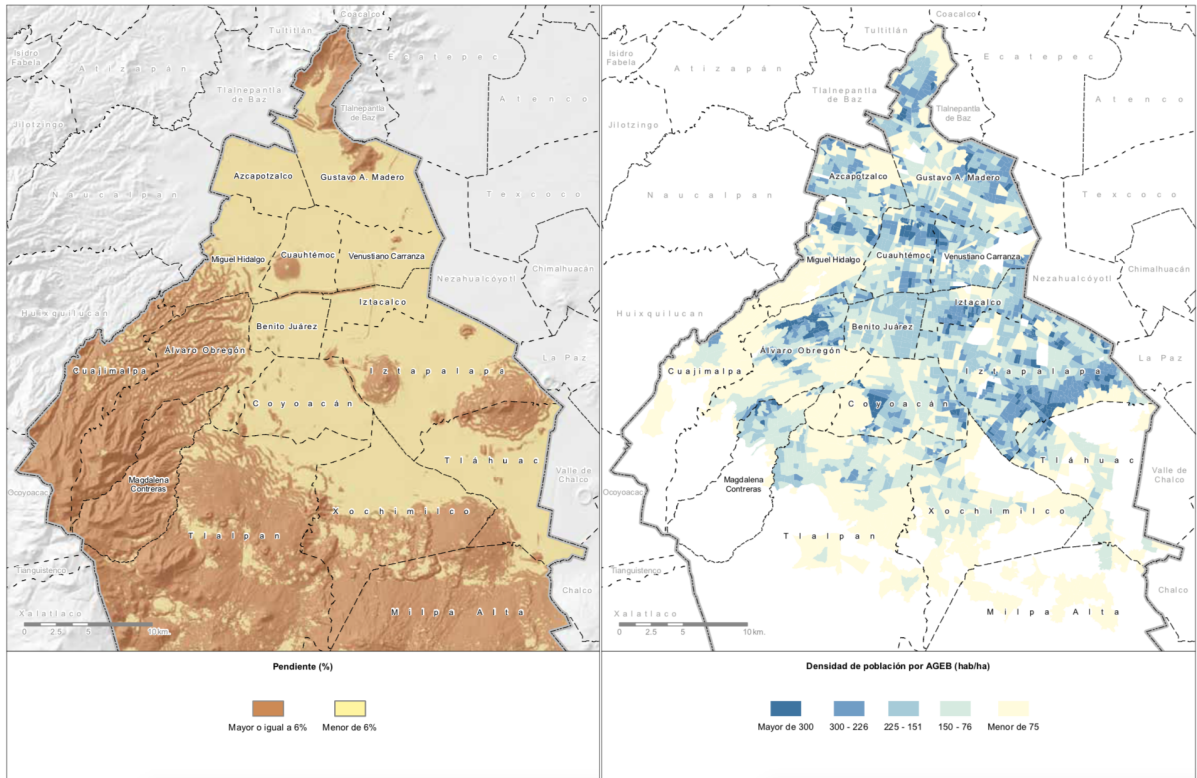 Coacalco
Tultitlán
Isidro
Fabela
Ecatepec
Atizapán
Tlalnepantla
de Baz
Atenco
Tlalnepantla
de Baz
Jilotzingo
Azcapotzalco
Gustavo A. Madero
Naucalpan
Texcoco
Miguel Hidalgo
Cuauhtémoc
Venustiano Carranza
Chimalhuacán
Nezahualcóyotl
Iztacalco
Huixquilucan
Benito Juárez
Álvaro Obregón
La Paz
Cuajimalpa
Iztapalapa
Coyoacán
Tláhuac
Valle de
Chalco
Magdalena
Contreras
Ocoyoacac
Xochimilco
Tlalpan
Tianguistenco
Chalco
Xalatlaco
Milpa Alta
0 2.5 5 10 km.
Pendiente (%)
Mayor o igual a 6% Menor de 6%
Coacalco
Tultitlán
Isidro
Fabela
Ecatepec
Atizapán
Tlalnepantla
de Baz
Atenco
Tlalnepantla
de Baz
Jilotzingo
Azcapotzalco
Gustavo A. Madero
Naucalpan
Texcoco
Miguel Hidalgo
Cuauhtémoc
Venustiano Carranza
Chimalhuacán
Nezahualcóyotl
Iztacalco
Huixquilucan
Benito Juárez
Álvaro Obregón
La Paz
Cuajimalpa
Iztapalapa
Coyoacán
Tláhuac
Valle de
Chalco
Magdalena
Contreras
Ocoyoacac
Xochimilco
Tlalpan
Tianguistenco
Chalco
Xalatlaco
Milpa Alta
0 2.5 5 10 km.
Densidad de población por AGEB (hab/ha)
Mayor de 300 300 - 226 225 - 151 150 - 76 Menor de 75